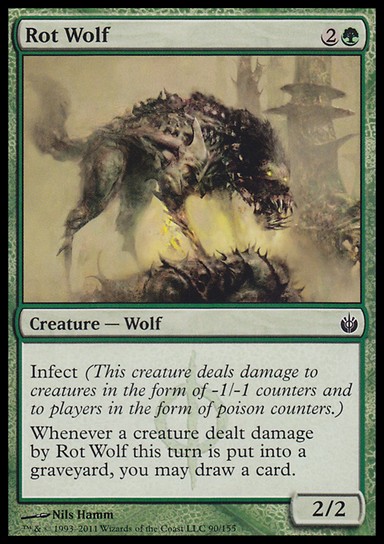 Rot Wolf 2
Creature — Wolf
Infect (This creature deals damage to
creatures in the form of -1/-1 counters and
to players in the form of poison counters.)
Whenever a creature dealt damage
by Rot Wolf this turn is put into a
graveyard, you may draw a card.
Nils Hamm
™ & © 1993–2011 Wizards of the Coast LLC 90/155
2/2